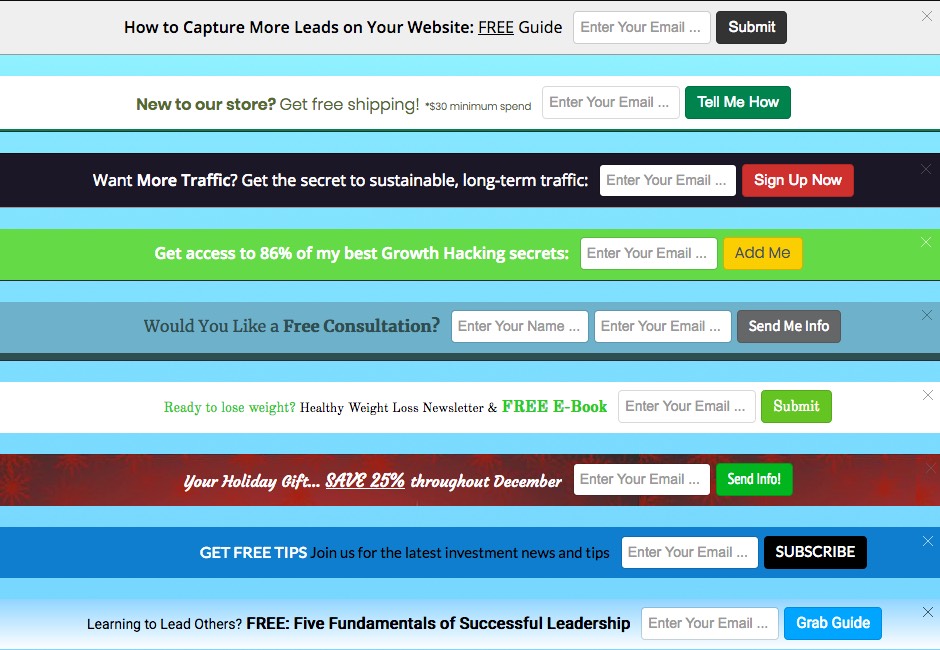 How to Capture More Leads on Your Website: FREE Guide Enter Your Email ... Submit
New to our store? Get free shipping! *$30 minimum spend Enter Your Email ... Tell Me How
Want More Traffic? Get the secret to sustainable, long-term traffic: Enter Your Email ... Sign Up Now
Get access to 86% of my best Growth Hacking secrets: Enter Your Email ... Add Me
Would You Like a Free Consultation? Enter Your Name ... Enter Your Email ... Send Me Info
Ready to lose weight? Healthy Weight Loss Newsletter & FREE E-Book Enter Your Email ... Submit
Your Holiday Gift... SAVE 25% throughout December Enter Your Email ... Send Info!
GET FREE TIPS Join us for the latest investment news and tips Enter Your Email ... SUBSCRIBE
Learning to Lead Others? FREE: Five Fundamentals of Successful Leadership Enter Your Email ... Grab Guide